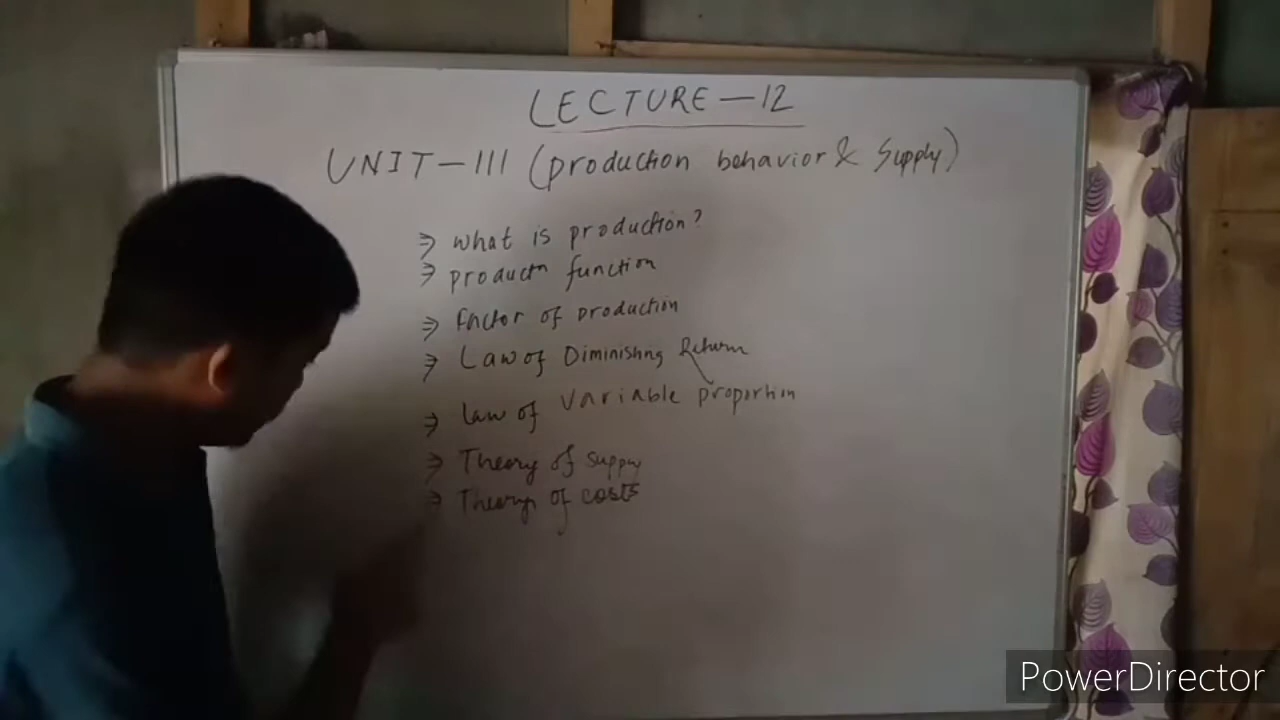 LECTURE-12
UNIT-III (production behavior & Supply)
⇒ what is production?
⇒ productn function
⇒ factor of production
⇒ Law of Diminishing Return
⇒ law of variable proportion
⇒ Theory of supply
⇒ Theory of costs
PowerDirector